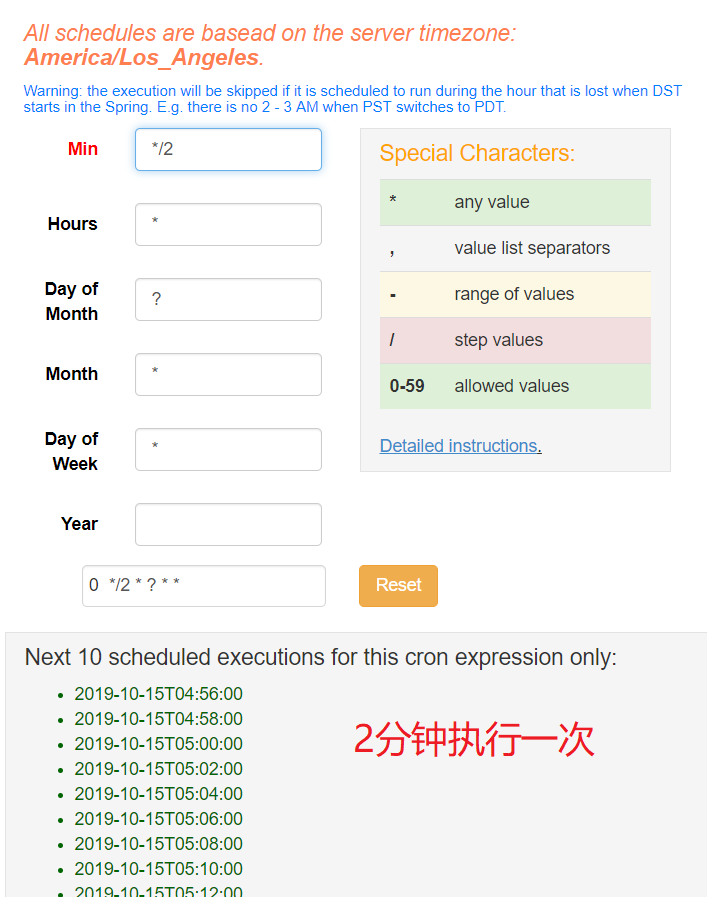 All schedules are basead on the server timezone:
America/Los_Angeles.
Warning: the execution will be skipped if it is scheduled to run during the hour that is lost when DST
starts in the Spring. E.g. there is no 2 - 3 AM when PST switches to PDT.
Min
*/2
Hours
*
Day of
Month
?
Month
*
Day of
Week
*
Year
Special Characters:
* any value
, value list separators
- range of values
/ step values
0-59 allowed values
Detailed instructions.
0 */2 * ? * *
Reset
Next 10 scheduled executions for this cron expression only:
2019-10-15T04:56:00
2019-10-15T04:58:00
2019-10-15T05:00:00
2019-10-15T05:02:00
2019-10-15T05:04:00
2019-10-15T05:06:00
2019-10-15T05:08:00
2019-10-15T05:10:00
2019-10-15T05:12:00
2分钟执行一次